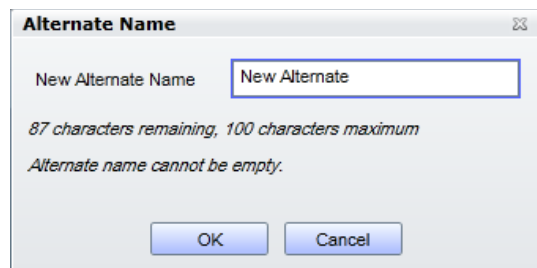 Alternate Name
New Alternate Name New Alternate
87 characters remaining, 100 characters maximum
Alternate name cannot be empty.
OK Cancel